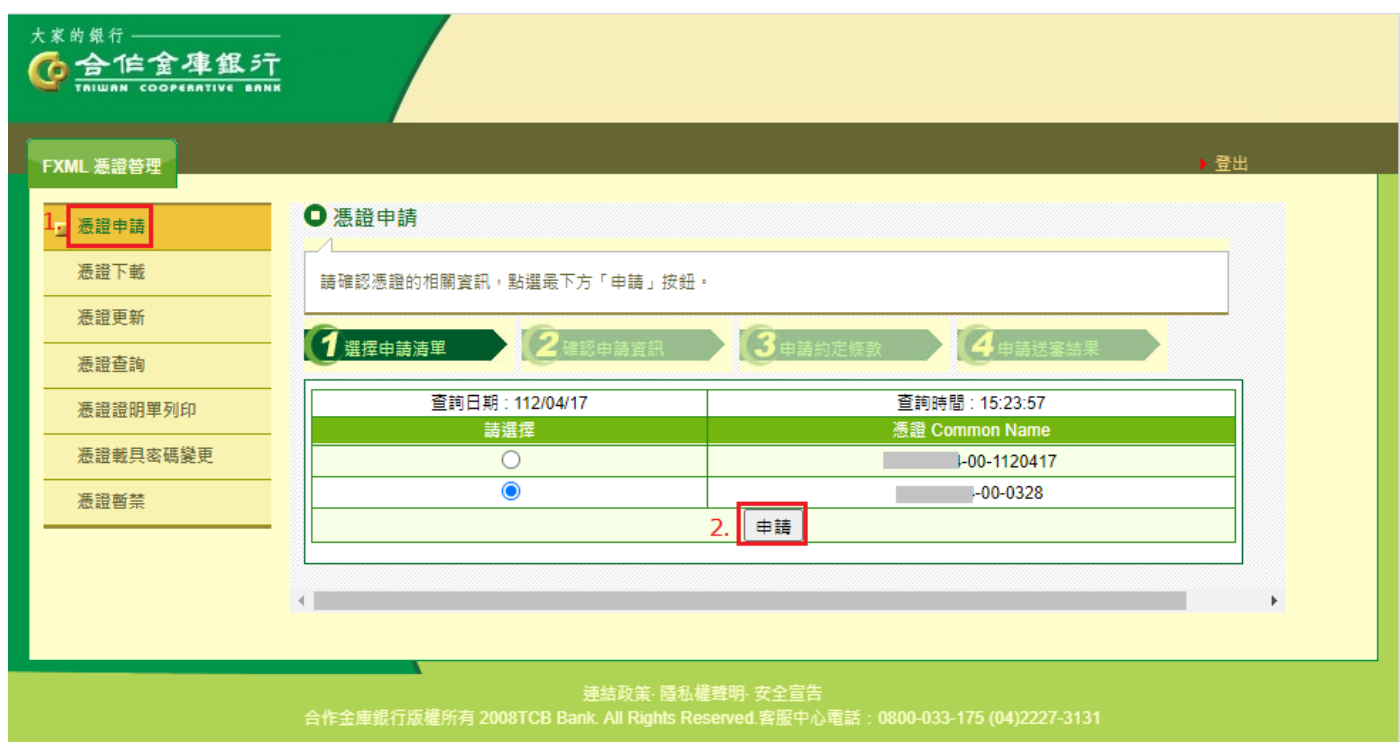 大家的銀行
合作金庫銀行
TAIWAN COOPERATIVE BANK
FXML 憑證管理
登出
1.
憑證申請
憑證下載
憑證更新
憑證查詢
憑證證明單列印
憑證載具密碼變更
憑證暫禁
憑證申請
請確認憑證的相關資訊，點選最下方「申請」按鈕。
1 選擇申請清單 2 確認申請資訊 3 申請約定條款 4 申請送審結果
查詢日期：112/04/17 查詢時間：15:23:57
請選擇 憑證 Common Name
-00-1120417
-00-0328
2. 申請
連結政策- 隱私權聲明- 安全宣告
合作金庫銀行版權所有 2008TCB Bank. All Rights Reserved.客服中心電話：0800-033-175 (04)2227-3131